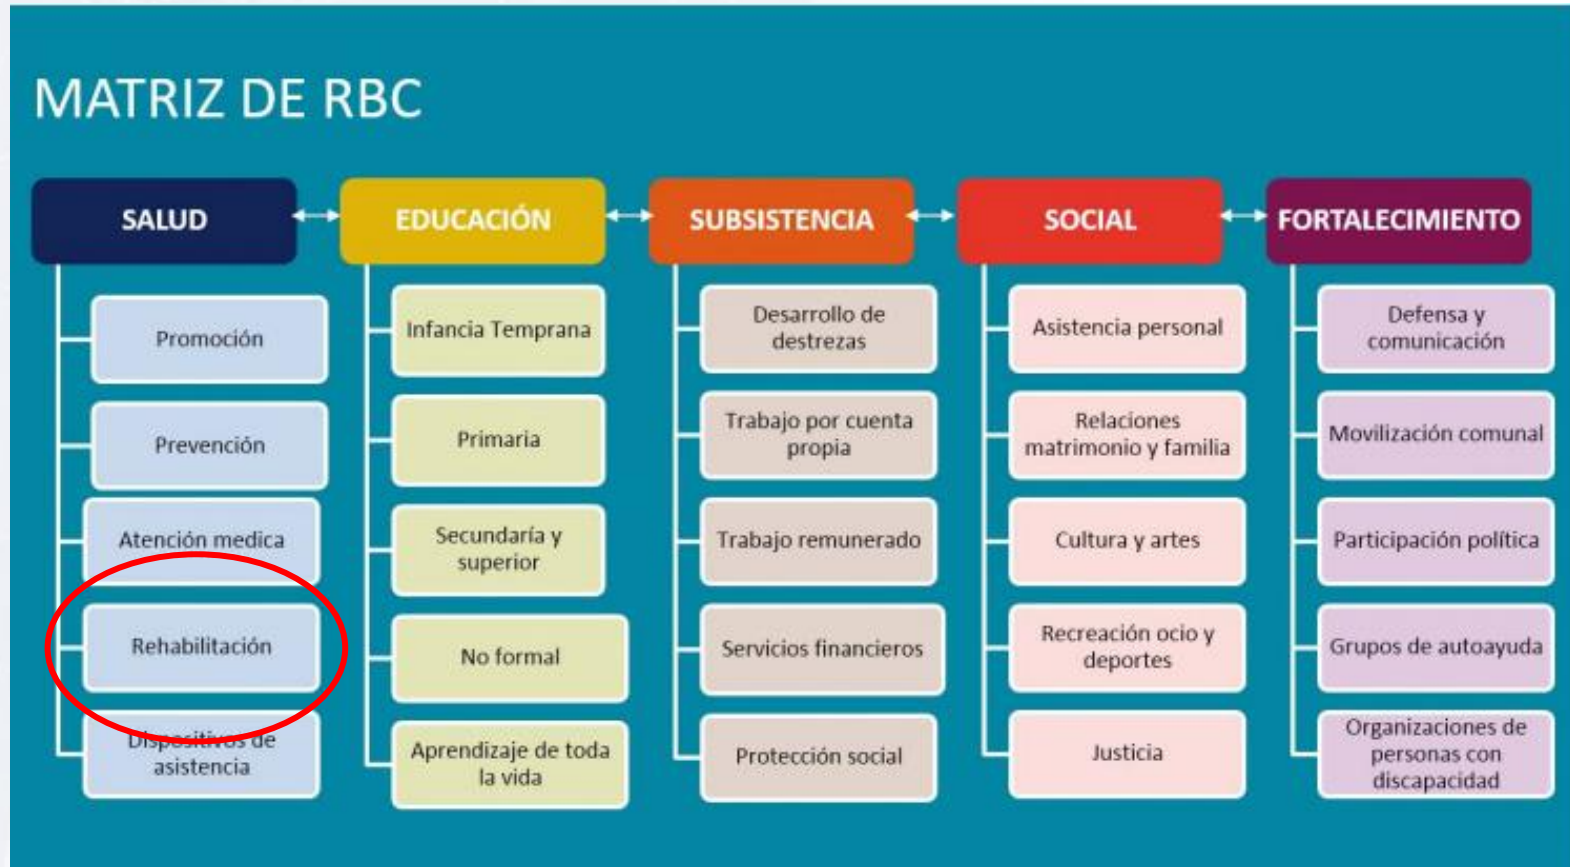 MATRIZ DE RBC
SALUD
Promoción
Prevención
Atención medica
Rehabilitación
Dispositivos de
asistencia
EDUCACIÓN
Infancia Temprana
Primaria
Secundaría y
superior
No formal
Aprendizaje de toda
la vida
SUBSISTENCIA
Desarrollo de
destrezas
Trabajo por cuenta
propia
Trabajo remunerado
Servicios financieros
Protección social
SOCIAL
Asistencia personal
Relaciones
matrimonio y familia
Cultura y artes
Recreación ocio y
deportes
Justicia
FORTALECIMIENTO
Defensa y
comunicación
Movilización comunal
Participación política
Grupos de autoayuda
Organizaciones de
personas con
discapacidad